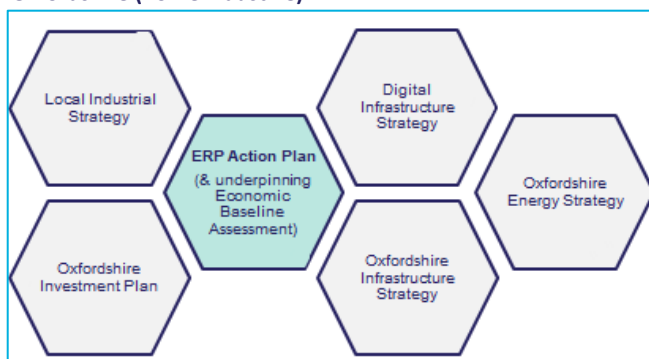 Local Industrial
Strategy
Digital
Infrastructure
Strategy
ERP Action Plan
(& underpinning
Economic
Baseline
Assessment)
Oxfordshire
Energy Strategy
Oxfordshire
Investment Plan
Oxfordshire
Infrastructure
Strategy